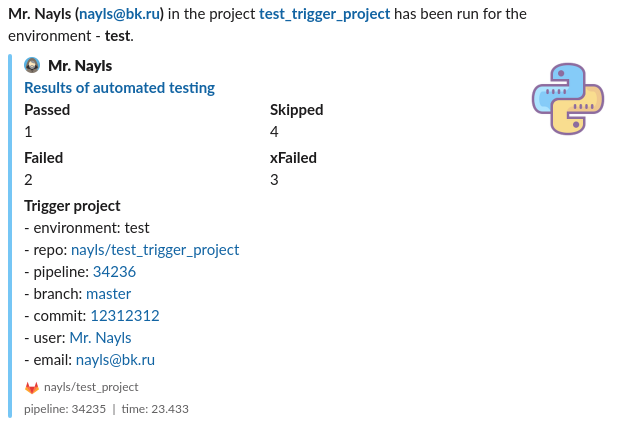 Mr. Nayls (nayls@bk.ru) in the project test_trigger_project has been run for the
environment - test.
Mr. Nayls
Results of automated testing
Passed Skipped
1 4
Failed xFailed
2 3
Trigger project
- environment: test
- repo: nayls/test_trigger_project
- pipeline: 34236
- branch: master
- commit: 12312312
- user: Mr. Nayls
- email: nayls@bk.ru
nayls/test_project
pipeline: 34235 | time: 23.433